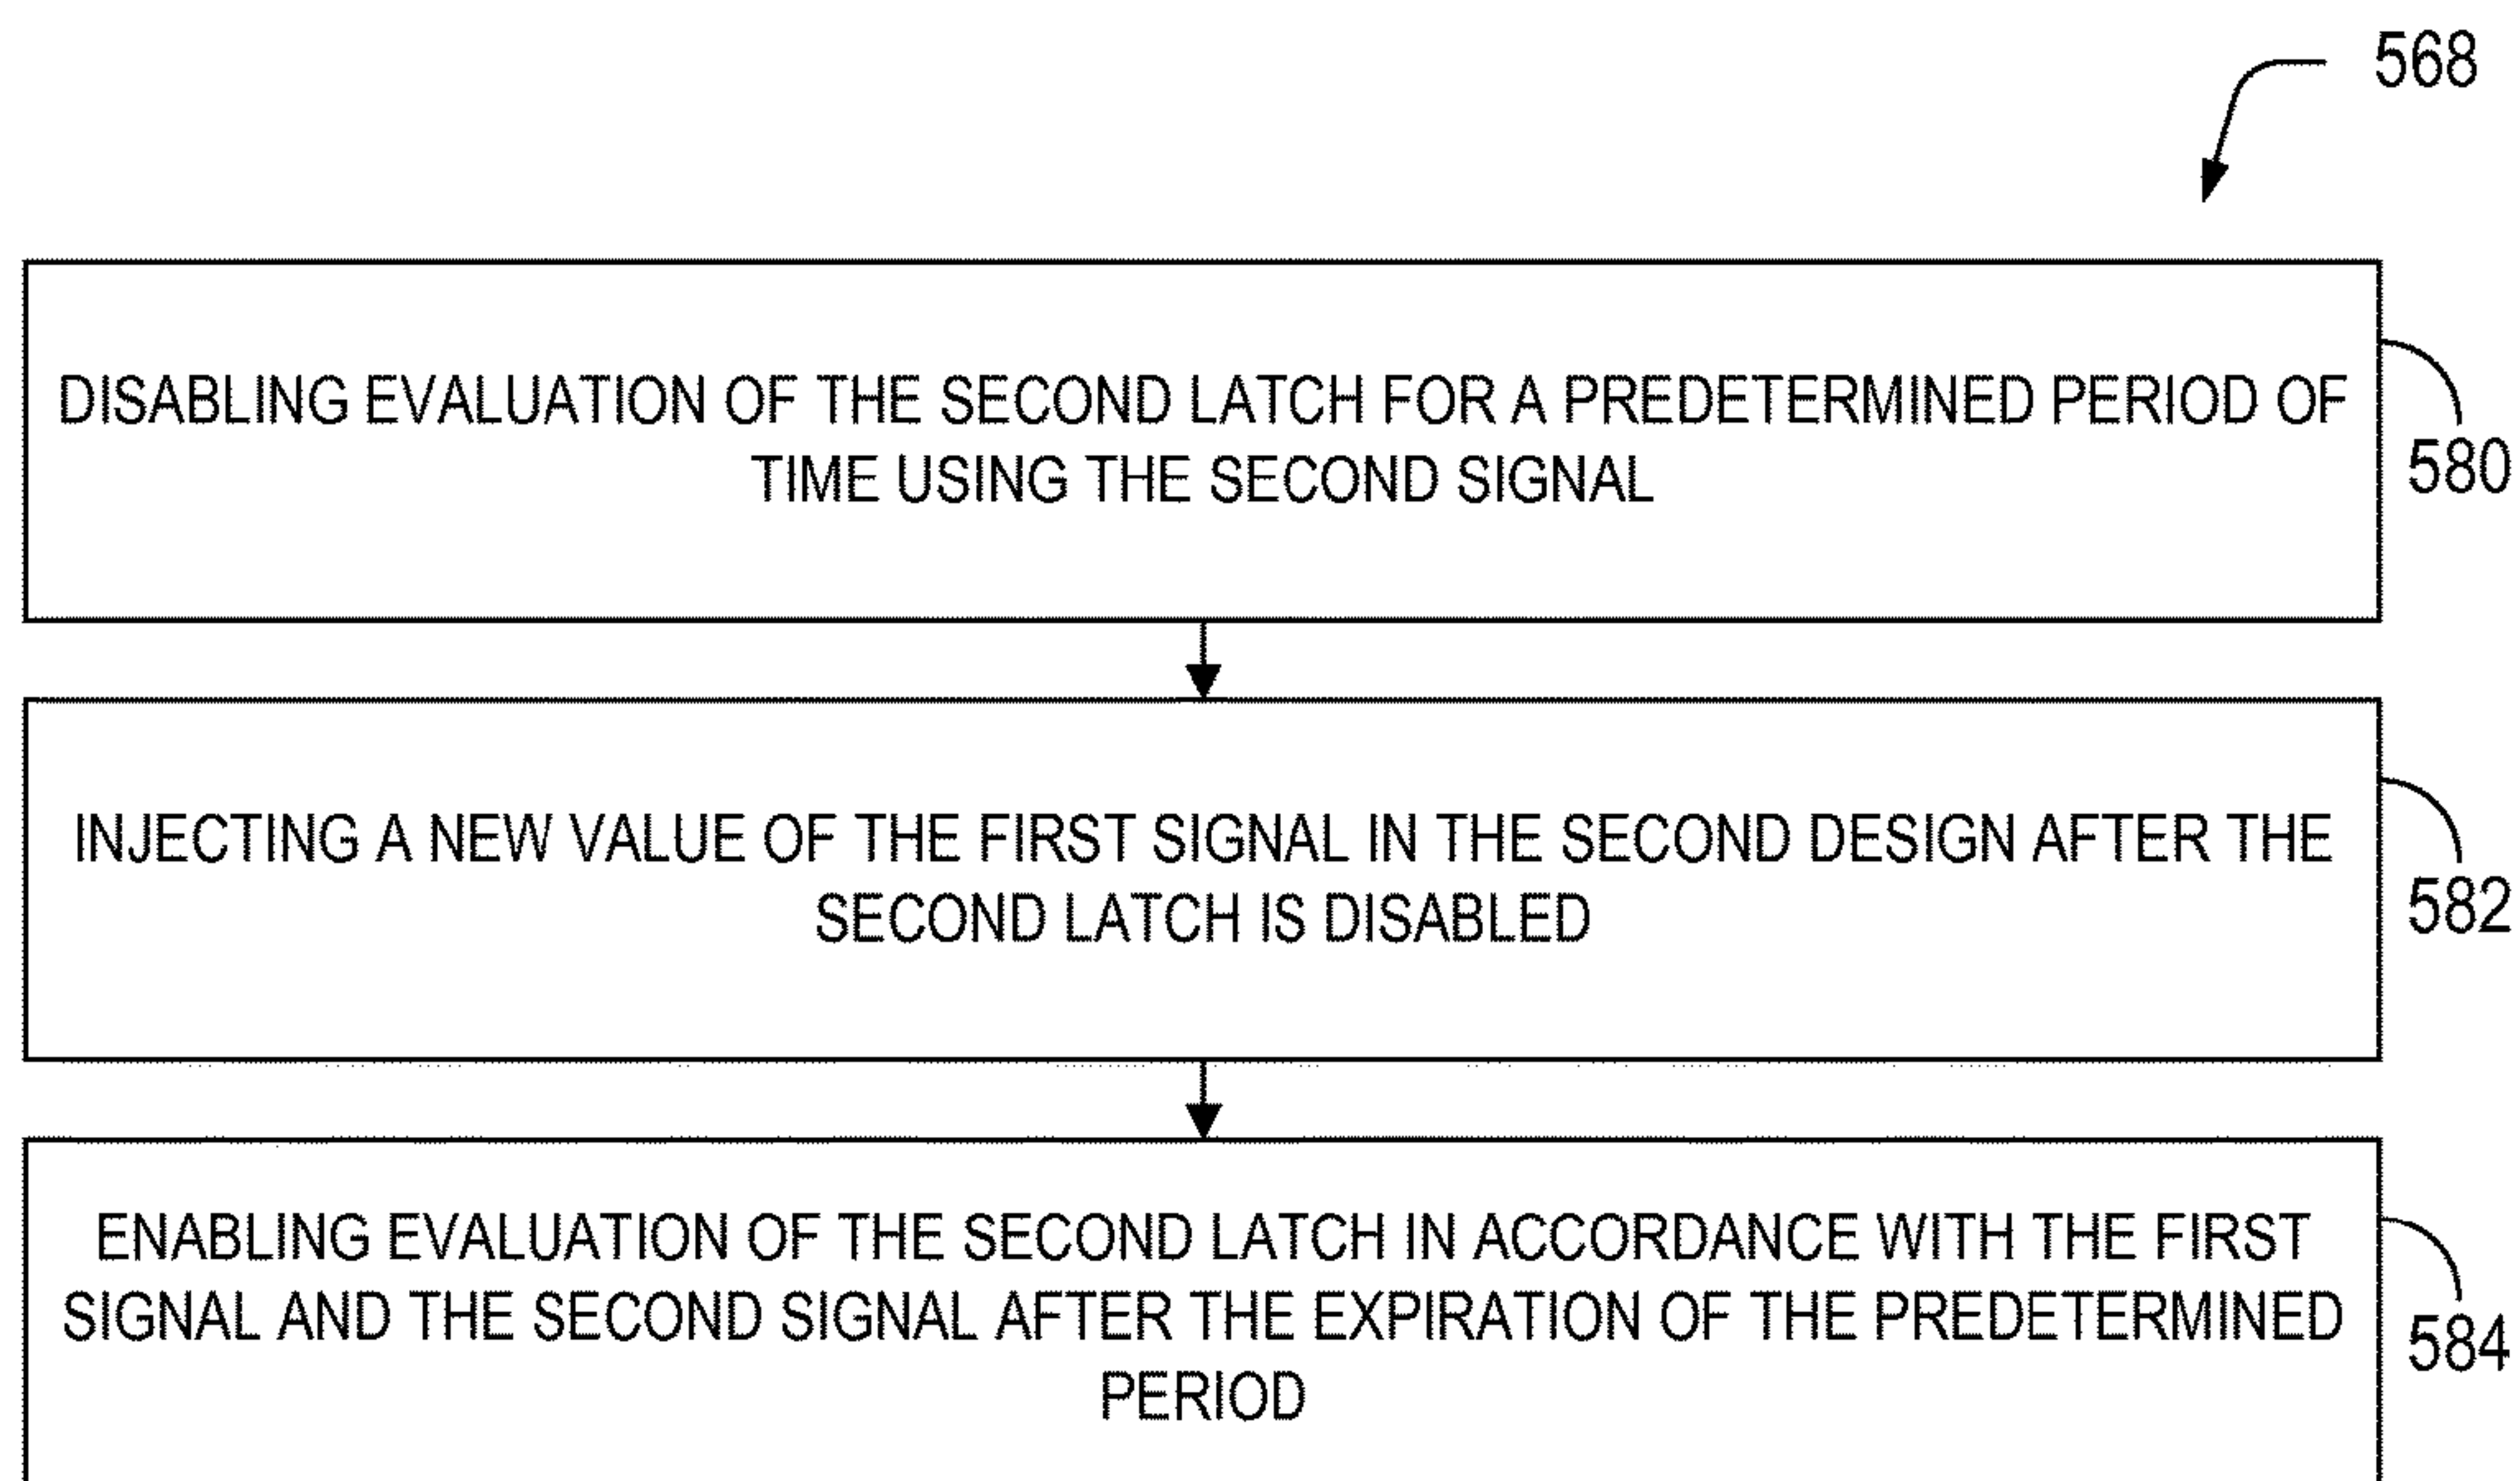 568
DISABLING EVALUATION OF THE SECOND LATCH FOR A PREDETERMINED PERIOD OF
TIME USING THE SECOND SIGNAL
580
INJECTING A NEW VALUE OF THE FIRST SIGNAL IN THE SECOND DESIGN AFTER THE
SECOND LATCH IS DISABLED
582
ENABLING EVALUATION OF THE SECOND LATCH IN ACCORDANCE WITH THE FIRST
SIGNAL AND THE SECOND SIGNAL AFTER THE EXPIRATION OF THE PREDETERMINED
PERIOD
584